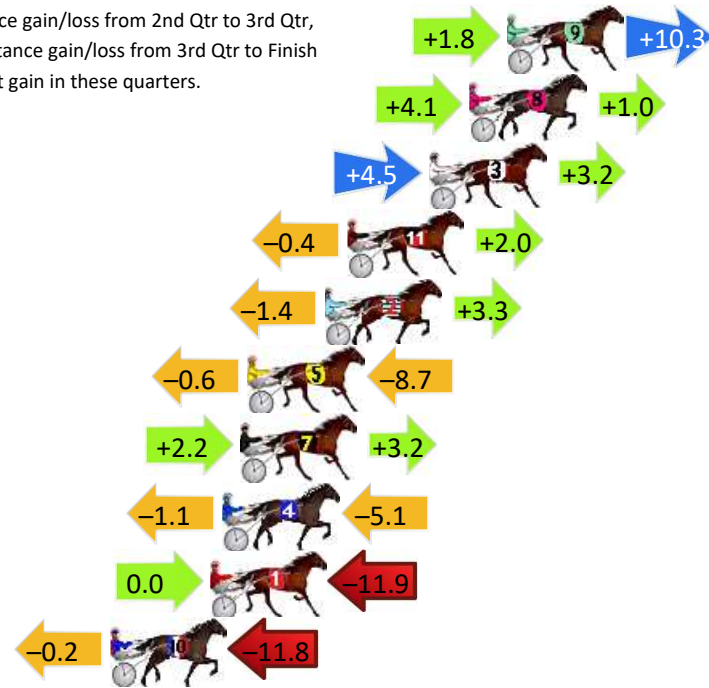 ce gain/loss from 2nd Qtr to 3rd Qtr,
tance gain/loss from 3rd Qtr to Finish
t gain in these quarters.
+1.8 9 +10.3
+4.1 8 +1.0
+4.5 3 +3.2
–0.4 11 +2.0
–1.4 2 +3.3
–0.6 5 –8.7
+2.2 7 +3.2
–1.1 4 –5.1
0.0 1 –11.9
–0.2 10 –11.8